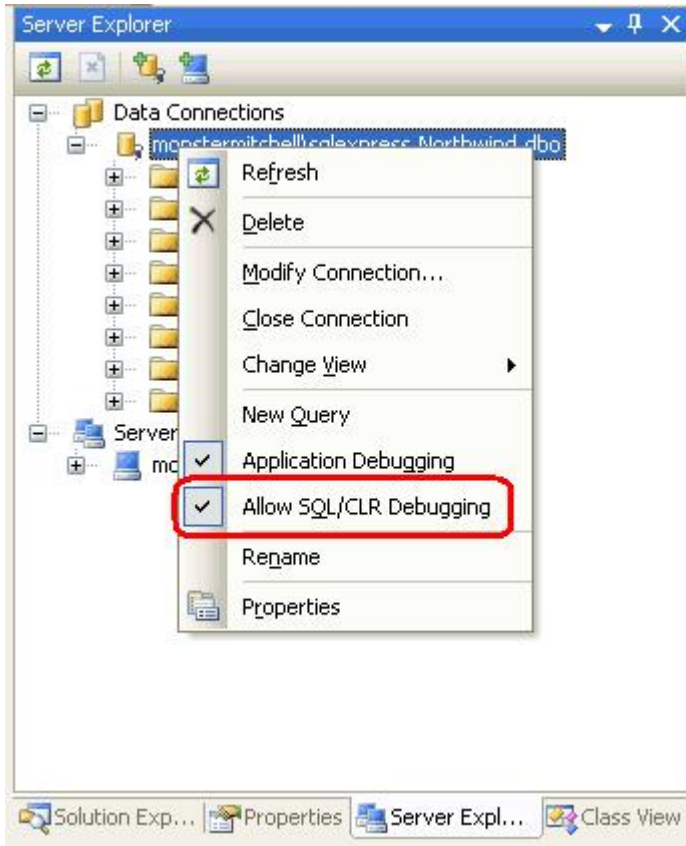 Server Explorer
Data Connections
monstermitchell\sqlexpress.Northwind.dbo
Refresh
Delete
Modify Connection...
Close Connection
Change View
New Query
Server
Application Debugging
mo
Allow SQL/CLR Debugging
Rename
Properties
Solution Exp...
Properties
Server Expl...
Class View